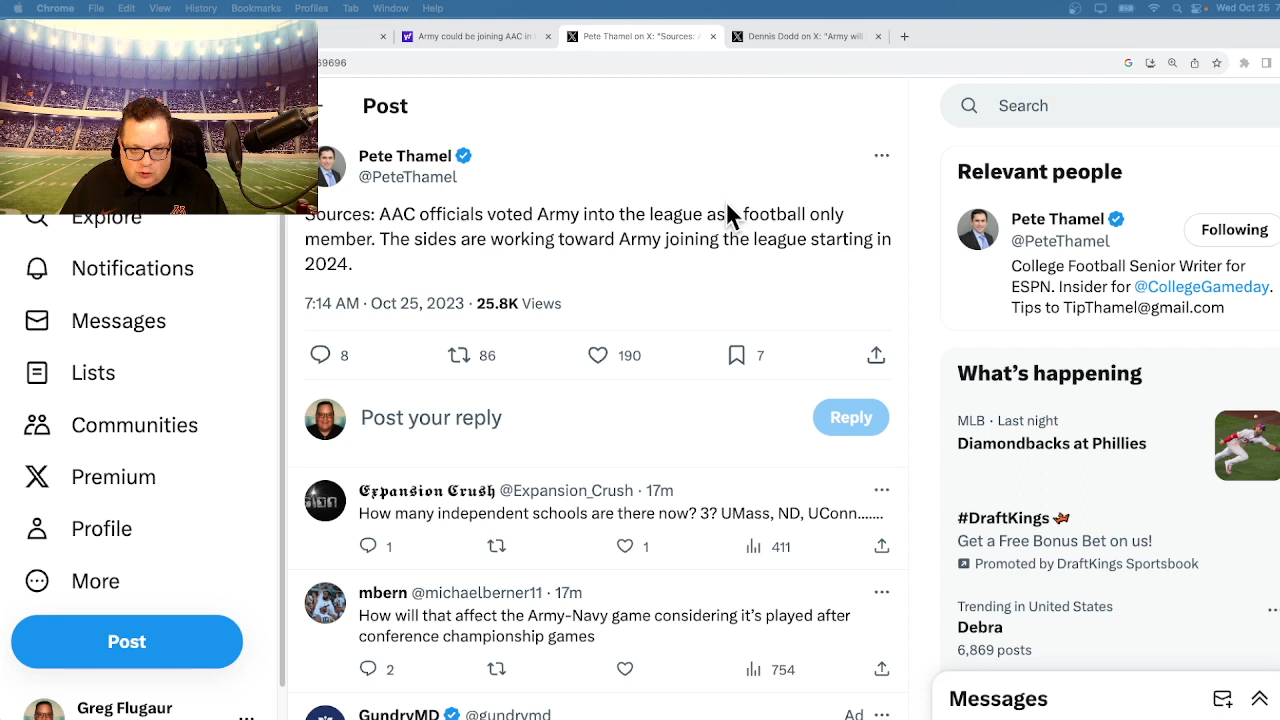 Chrome File Edit View History Bookmarks Profiles Tab Window Help Wed Oct 25 7
Army could be joining AAC in Pete Thamel on X: "Sources: A Dennis Dodd on X: "Army will
69696
Post
Search
Pete Thamel
@PeteThamel
Sources: AAC officials voted Army into the league as football only
member. The sides are working toward Army joining the league starting in
2024.
7:14 AM · Oct 25, 2023 · 25.8K Views
8 86 190 7
Post your reply
Reply
Expansion Crush @Expansion_Crush · 17m
How many independent schools are there now? 3? UMass, ND, UConn.......
1 1 411
mbern @michaelberner11 · 17m
How will that affect the Army-Navy game considering it's played after
conference championship games
2 754
GundryMD @gundrymd Ad
Explore
Notifications
Messages
Lists
Communities
Premium
Profile
More
Post
Greg Flugaur
Relevant people
Pete Thamel
@PeteThamel
Following
College Football Senior Writer for
ESPN. Insider for @CollegeGameday.
Tips to TipThamel@gmail.com
What's happening
MLB · Last night
Diamondbacks at Phillies
#DraftKings
Get a Free Bonus Bet on us!
Promoted by DraftKings Sportsbook
Trending in United States
Debra
6,869 posts
Messages